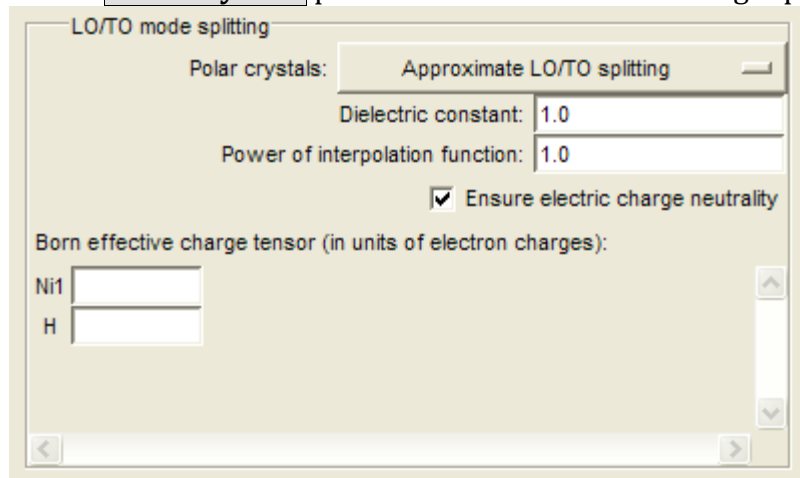 LO/TO mode splitting
Polar crystals: Approximate LO/TO splitting
Dielectric constant: 1.0
Power of interpolation function: 1.0
Ensure electric charge neutrality
Born effective charge tensor (in units of electron charges):
Ni1
H